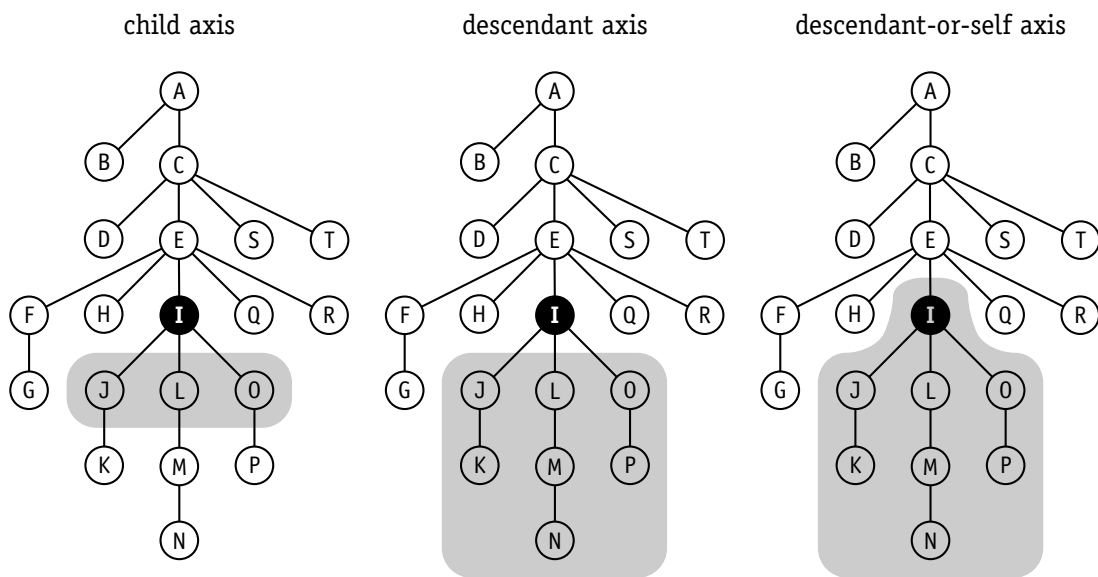 child axis descendant axis descendant-or-self axis
A A A
B B B
C C C
D E S T D E S T D E S T
F H I Q R F H I Q R F H I Q R
G J L O G J L O G J L O
K M P K M P K M P
N N N